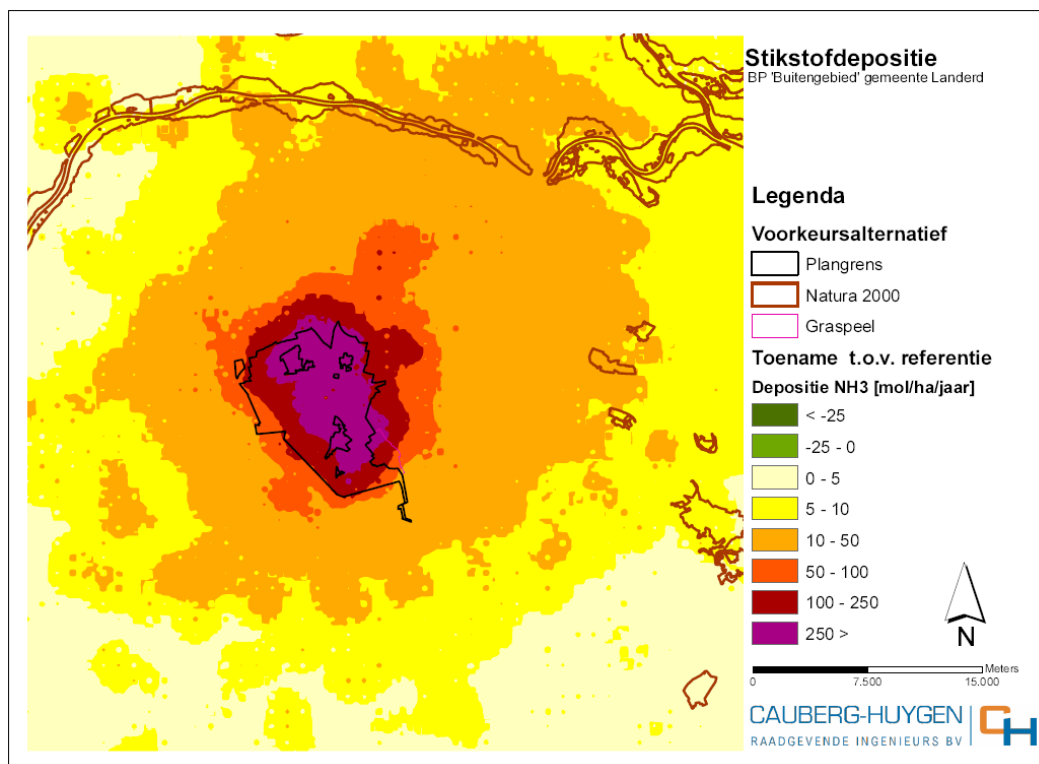 Stikstofdepositie
BP 'Buitengebied' gemeente Landerd
Legenda
Voorkeursalternatief
Plangrens
Natura 2000
Graspeel
Toename t.o.v. referentie
Depositie NH3 [mol/ha/jaar]
< -25
-25 - 0
0 - 5
5 - 10
10 - 50
50 - 100
100 - 250
250 >
N
Meters
0 7.500 15.000
CAUBERG-HUYGEN CH
RAADGEVENDE INGENIEURS BV